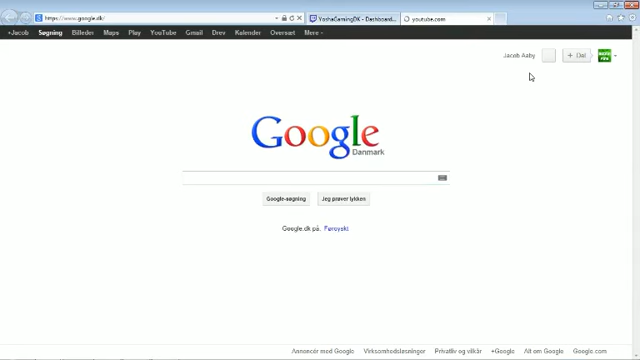 https://www.google.dk/
YoshaGamingDK - Dashboard...
youtube.com
+Jacob Søgning Billeder Maps Play YouTube Gmail Drev Kalender Oversæt Mere
Jacob Aaby
+ Del
Google
Danmark
Google-søgning Jeg prøver lykken
Google.dk på: Føroyskt
Annoncér med Google Virksomhedsløsninger Privatliv og vilkår +Google Alt om Google Google.com